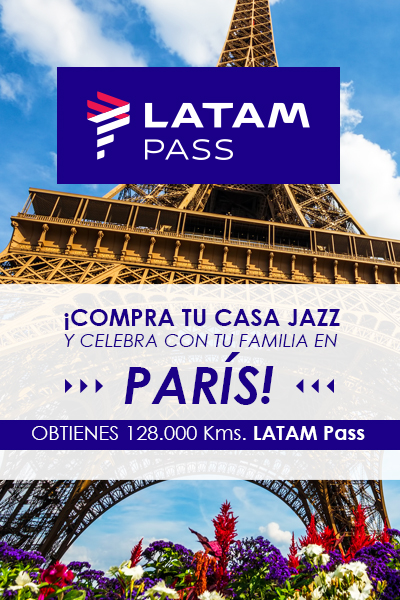 LATAM
PASS
¡COMPRA TU CASA JAZZ
Y CELEBRA CON TU FAMILIA EN
PARÍS!
OBTIENES 128.000 Kms. LATAM Pass